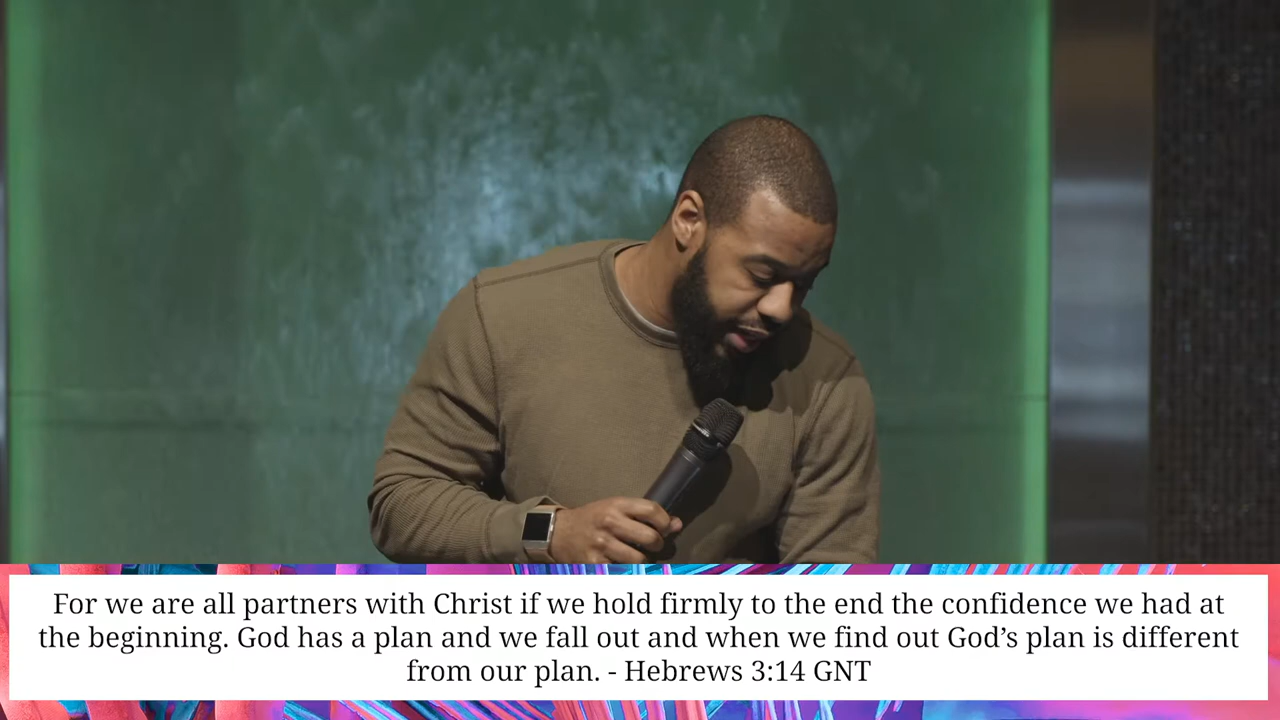 For we are all partners with Christ if we hold firmly to the end the confidence we had at
the beginning. God has a plan and we fall out and when we find out God’s plan is different
from our plan. - Hebrews 3:14 GNT